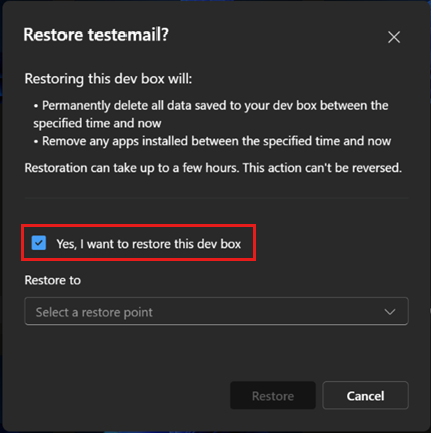 Restore testemail?
Restoring this dev box will:
• Permanently delete all data saved to your dev box between the
specified time and now
• Remove any apps installed between the specified time and now
Restoration can take up to a few hours. This action can't be reversed.
Yes, I want to restore this dev box
Restore to
Select a restore point
Restore
Cancel